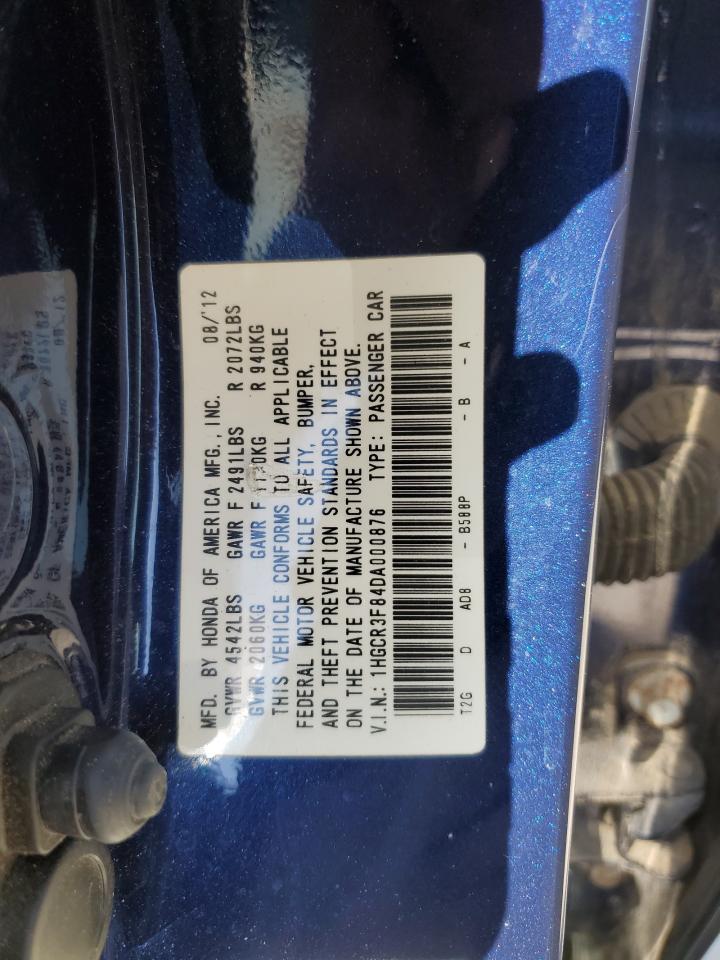 MFD. BY HONDA OF AMERICA MFG., INC. 08/'12
GVWR 4542LBS GAWR F 2491LBS R 2072LBS
GVWR 2060KG GAWR F 1130KG R 940KG
THIS VEHICLE CONFORMS TO ALL APPLICABLE
FEDERAL MOTOR VEHICLE SAFETY, BUMPER,
AND THEFT PREVENTION STANDARDS IN EFFECT
ON THE DATE OF MANUFACTURE SHOWN ABOVE.
V.I.N.: 1HGCR3F84DA000876 TYPE: PASSENGER CAR
T2G D AD8 - B588P - B - A